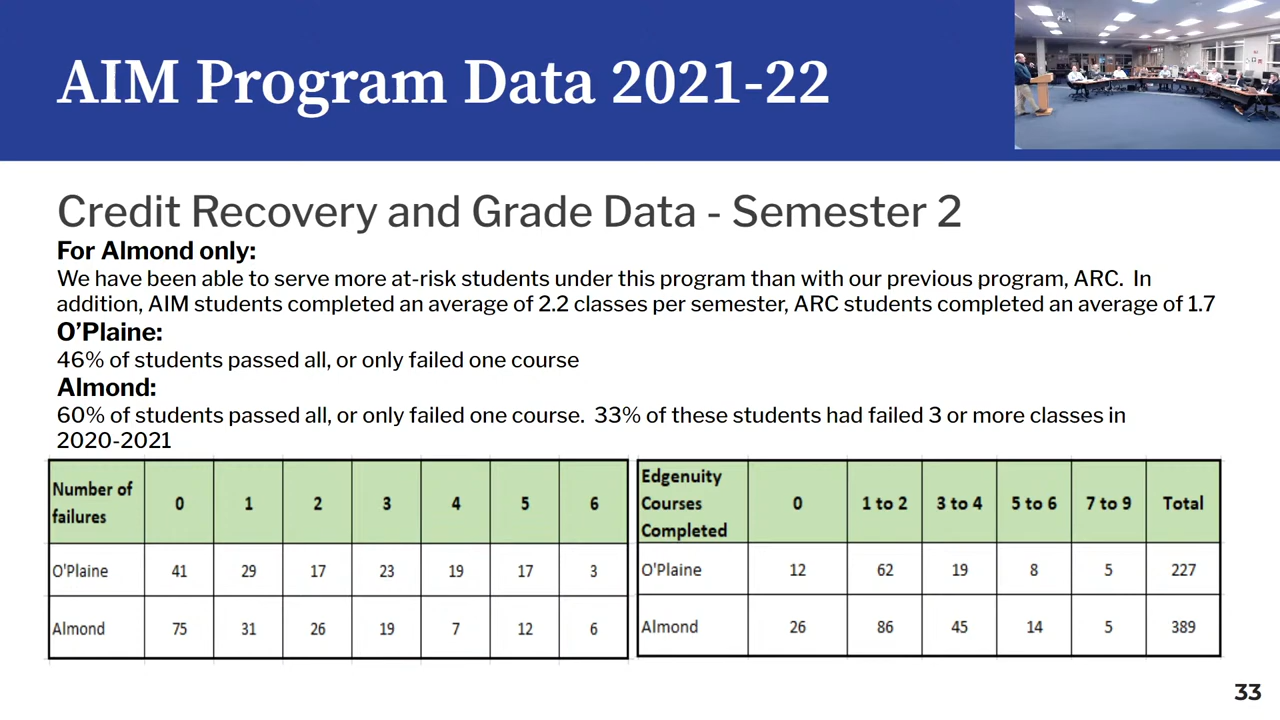 AIM Program Data 2021-22
Credit Recovery and Grade Data - Semester 2
For Almond only:
We have been able to serve more at-risk students under this program than with our previous program, ARC. In
addition, AIM students completed an average of 2.2 classes per semester, ARC students completed an average of 1.7
O'Plaine:
46% of students passed all, or only failed one course
Almond:
60% of students passed all, or only failed one course. 33% of these students had failed 3 or more classes in
2020-2021
Number of failures 0 1 2 3 4 5 6
O'Plaine 41 29 17 23 19 17 3
Almond 75 31 26 19 7 12 6
Edgenuity Courses Completed 0 1 to 2 3 to 4 5 to 6 7 to 9 Total
O'Plaine 12 62 19 8 5 227
Almond 26 86 45 14 5 389
33